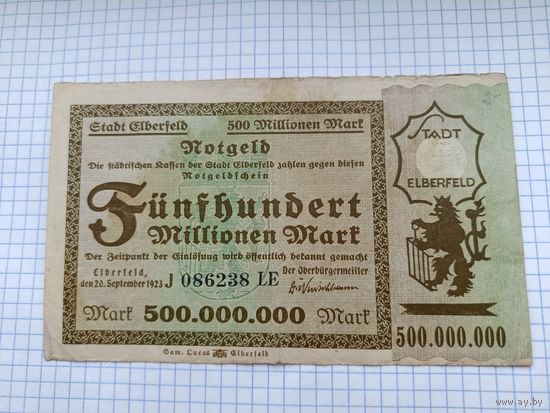 Stadt Elberfeld 500 Millionen Mark
Notgeld
Die städtischen Kassen der Stadt Elberfeld zahlen gegen diesen
Notgeldschein
Fünfhundert
Millionen Mark
Der Zeitpunkt der Einlösung wird öffentlich bekannt gemacht
Elberfeld,
den 20. September 1923
J 086238 LE
Der Oberbürgermeister
Mark 500.000.000 Mark
Sam. Lucas Elberfeld
STADT
ELBERFELD
500.000.000
2
www.ay.by